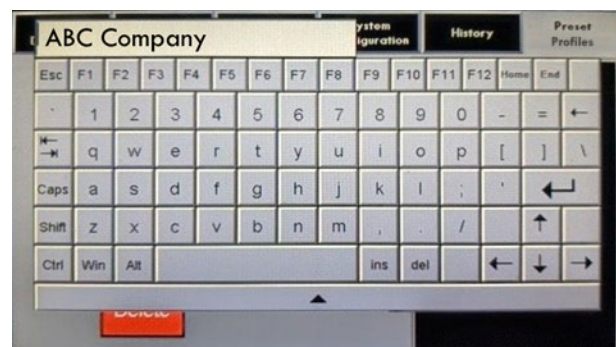 ABC Company
ystem
iguration
History
Preset
Profiles
Esc F1 F2 F3 F4 F5 F6 F7 F8 F9 F10 F11 F12 Home End
` 1 2 3 4 5 6 7 8 9 0 - = ←
q w e r t y u i o p [ ] \
Caps a s d f g h j k l ; '
Shift z x c v b n m , . / ↑
Ctrl Win Alt ins del ← ↓ →
Delete